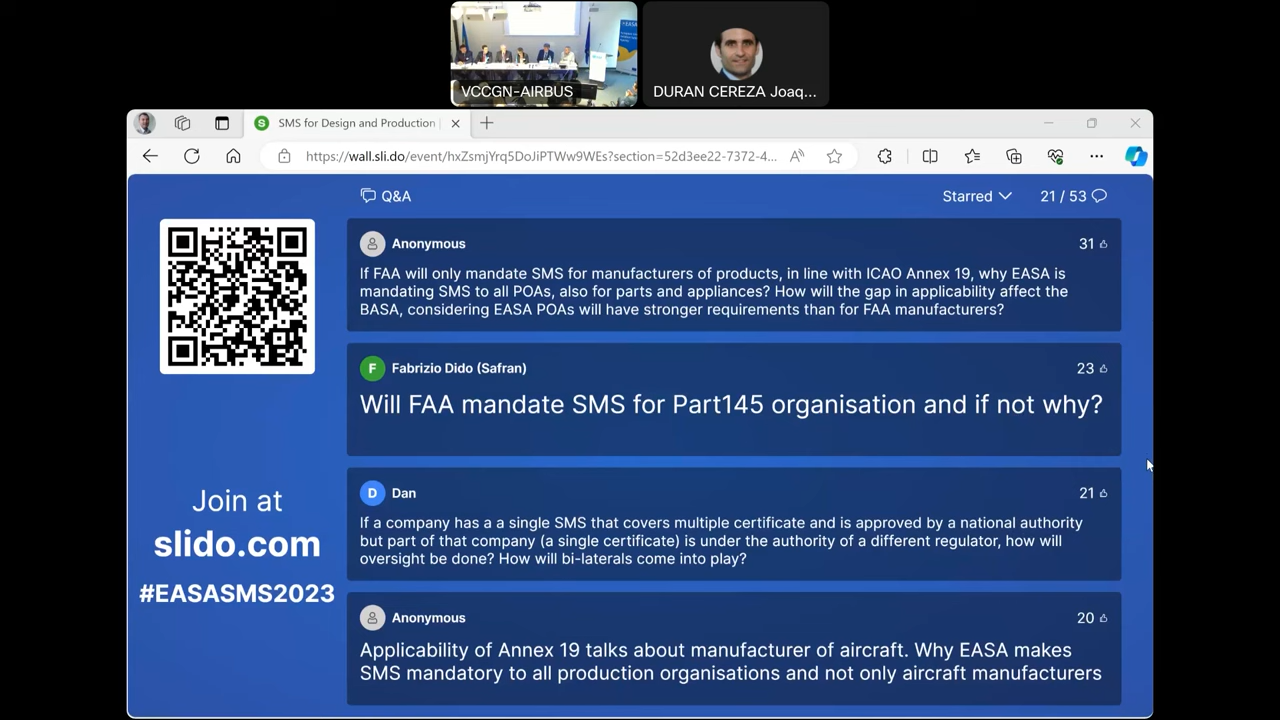 VCCGN-AIRBUS
DURAN CEREZA Joaq...
SMS for Design and Production
https://wall.sli.do/event/hxZsmjYrq5DoJiPTWw9WEs?section=52d3ee22-7372-4...
Q&A
Starred
21 / 53
Anonymous
31
If FAA will only mandate SMS for manufacturers of products, in line with ICAO Annex 19, why EASA is
mandating SMS to all POAs, also for parts and appliances? How will the gap in applicability affect the
BASA, considering EASA POAs will have stronger requirements than for FAA manufacturers?
F
Fabrizio Dido (Safran)
23
Will FAA mandate SMS for Part145 organisation and if not why?
D
Dan
21
If a company has a a single SMS that covers multiple certificate and is approved by a national authority
but part of that company (a single certificate) is under the authority of a different regulator, how will
oversight be done? How will bi-laterals come into play?
Anonymous
20
Applicability of Annex 19 talks about manufacturer of aircraft. Why EASA makes
SMS mandatory to all production organisations and not only aircraft manufacturers
Join at
slido.com
#EASASMS2023